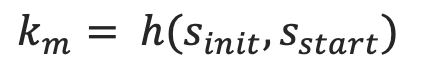 k_m = h(s_init, s_start)